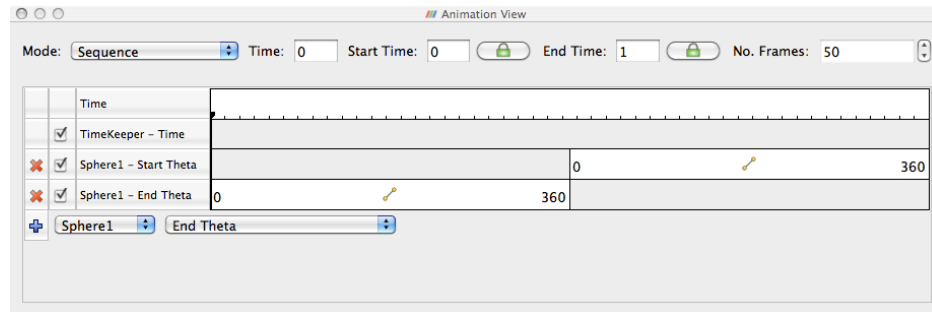 Animation View
Mode: Sequence Time: 0 Start Time: 0 End Time: 1 No. Frames: 50
Time
TimeKeeper - Time
Sphere1 - Start Theta 0 360
Sphere1 - End Theta 0 360
Sphere1 End Theta